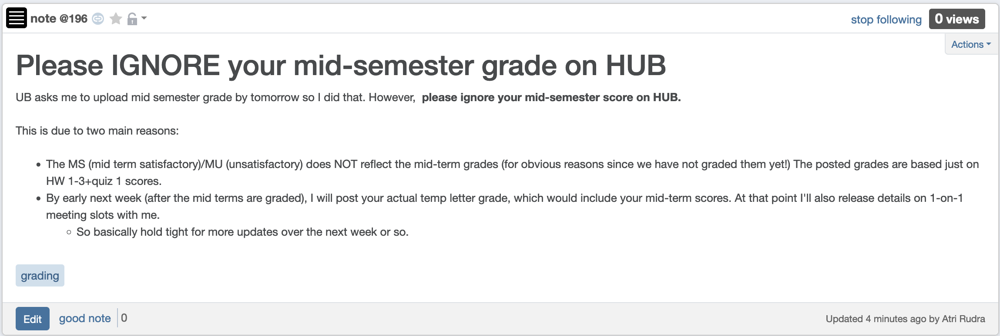 note @196
stop following
0 views
Actions
Please IGNORE your mid-semester grade on HUB
UB asks me to upload mid semester grade by tomorrow so I did that. However,  please ignore your mid-semester score on HUB.
This is due to two main reasons:
• The MS (mid term satisfactory)/MU (unsatisfactory) does NOT reflect the mid-term grades (for obvious reasons since we have not graded them yet!) The posted grades are based just on
HW 1-3+quiz 1 scores.
• By early next week (after the mid terms are graded), I will post your actual temp letter grade, which would include your mid-term scores. At that point I'll also release details on 1-on-1
meeting slots with me.
◦ So basically hold tight for more updates over the next week or so.
grading
Edit
good note
0
Updated 4 minutes ago by Atri Rudra